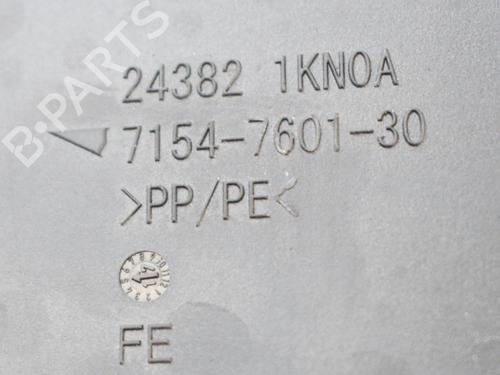 24382 1KN0A
7154-7601-30
>PP/PE<
FE
B-PARTS